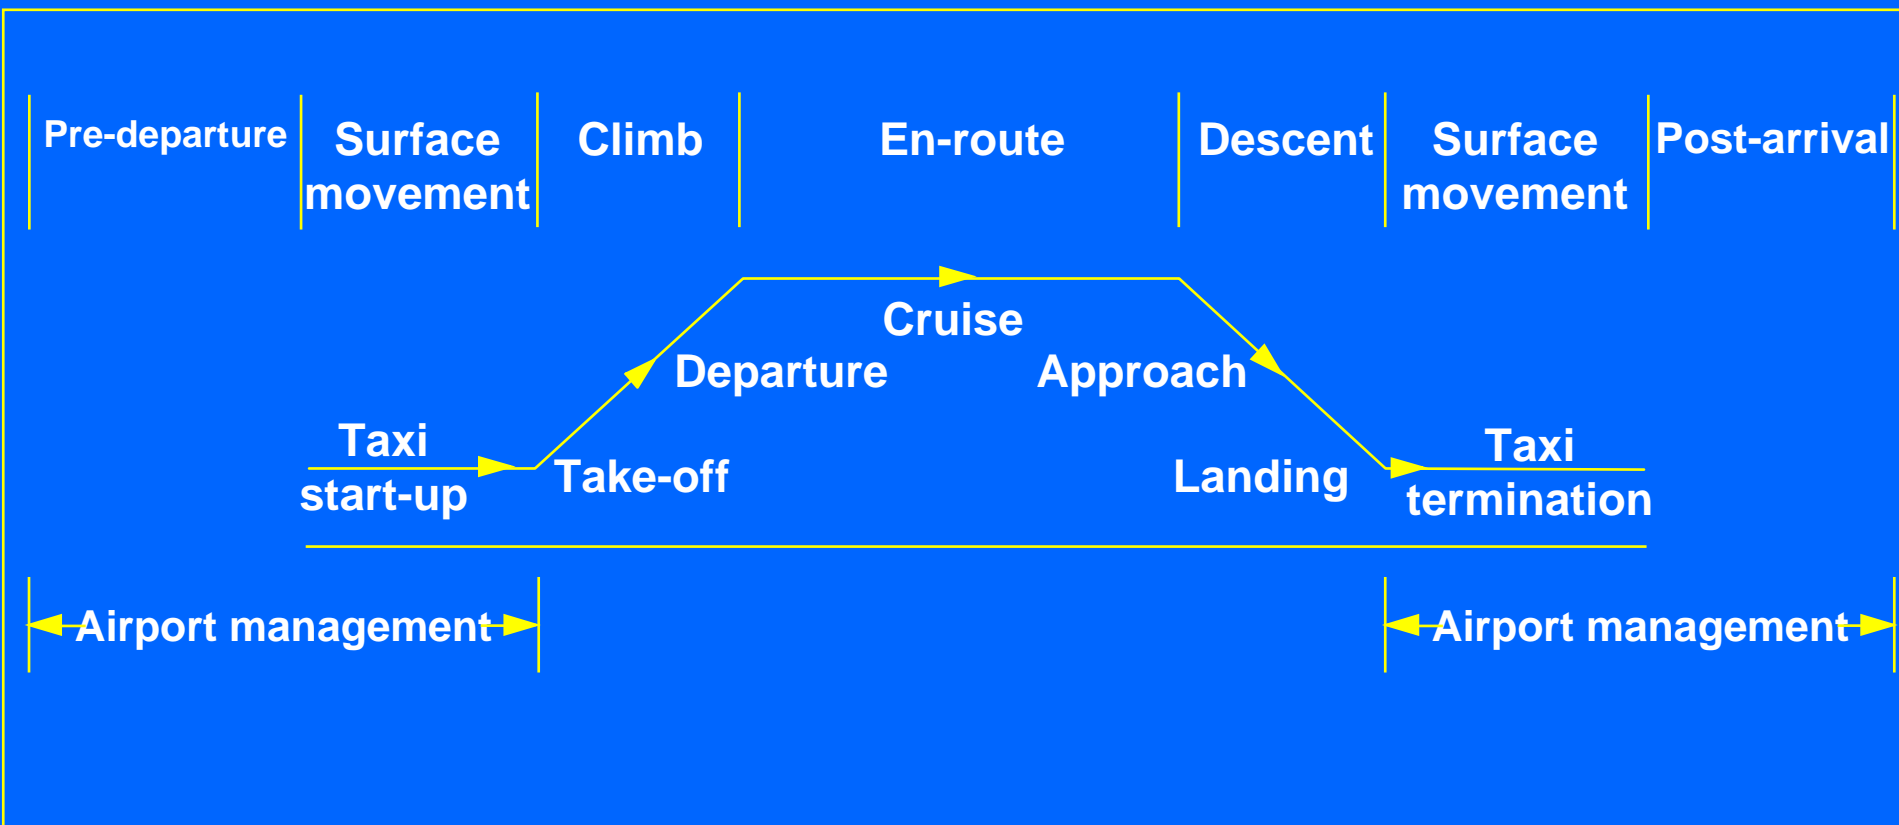 Pre-departure
Surface
movement
Climb
En-route
Descent
Surface
movement
Post-arrival
Cruise
Departure
Approach
Taxi
start-up
Take-off
Landing
Taxi
termination
Airport management
Airport management